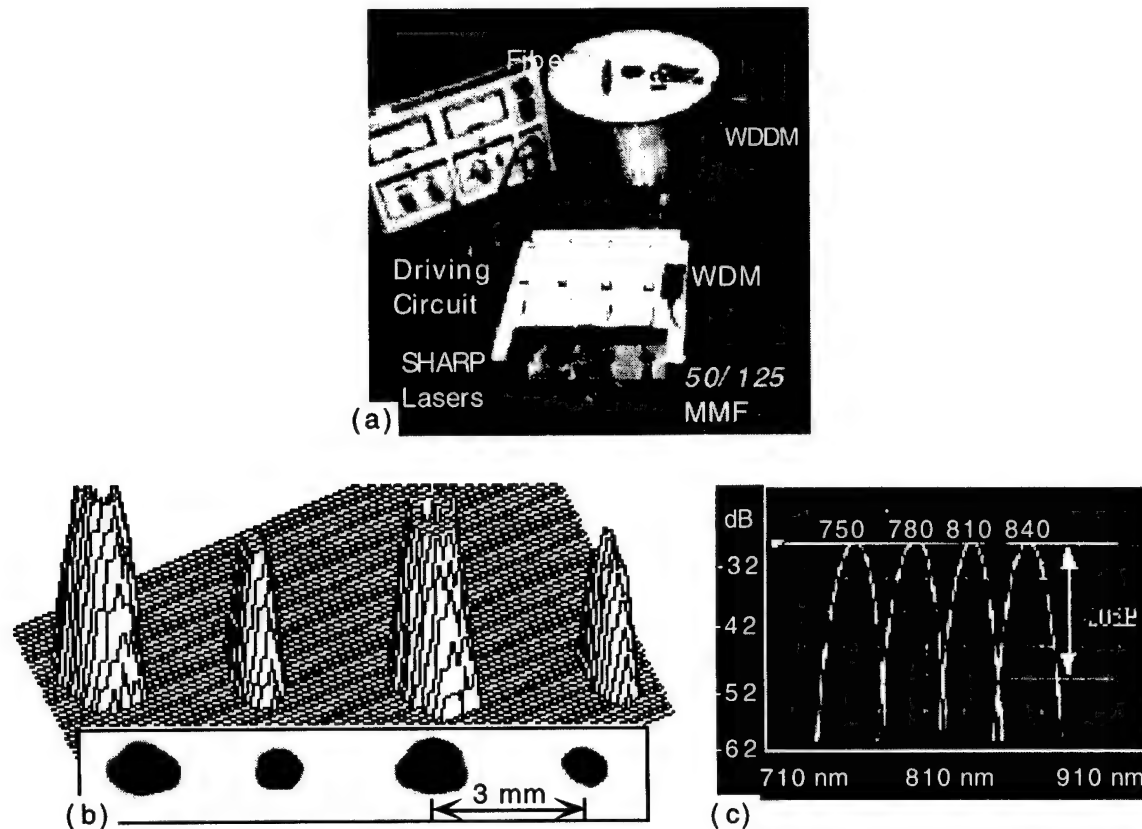 Fiber
WDDM
Driving
Circuit
WDM
SHARP
Lasers
50/125
MMF
(a)
3 mm
(b)
dB
750 780 810 840
-32
-42
-52
-62
710 nm 810 nm 910 nm
(c)